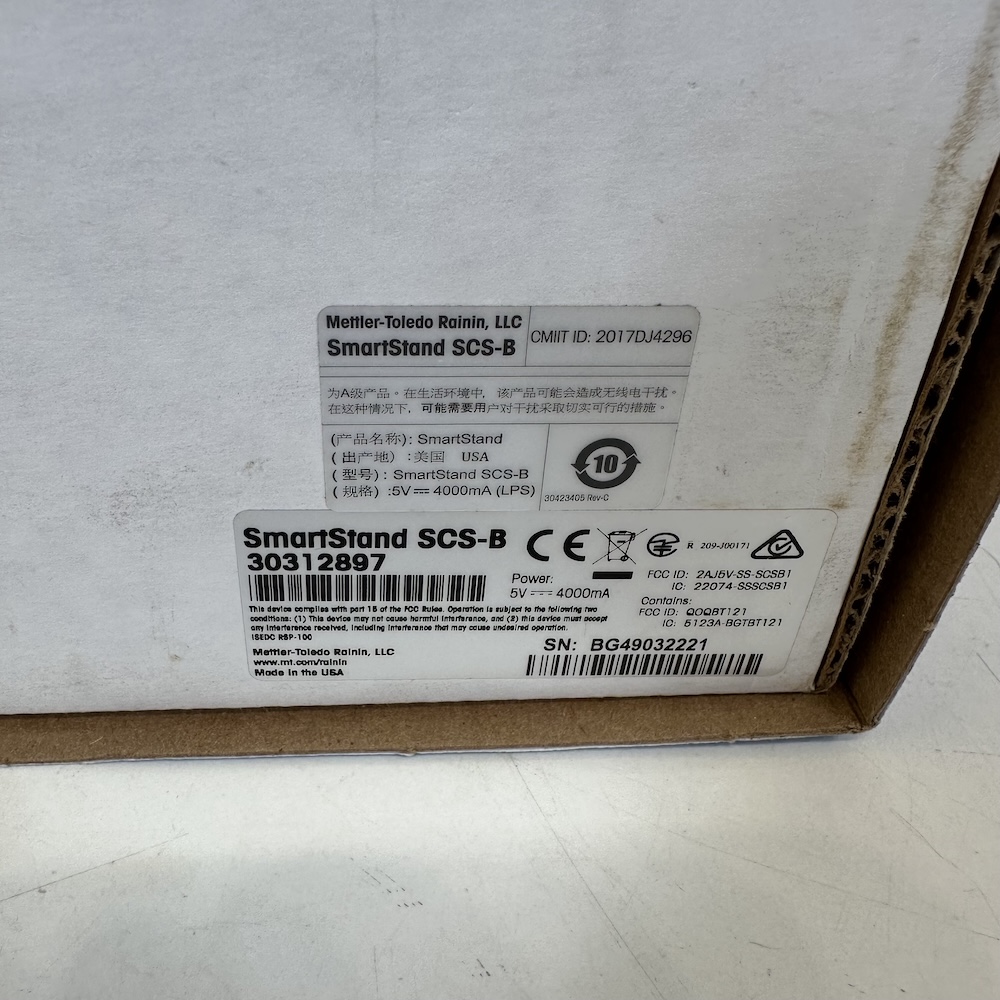 Mettler-Toledo Rainin, LLC
SmartStand SCS-B
CMIIT ID: 2017DJ4296
为A级产品。在生活环境中, 该产品可能会造成无线电干扰。
在这种情况下, 可能需要用户对干扰采取切实可行的措施。
(产品名称): SmartStand
(出产地) :美国 USA
(型号): SmartStand SCS-B
(规格) :5V⎓4000mA (LPS)
10
30423405 Rev-C
SmartStand SCS-B
30312897
CE
R 209-J00171
Power:
5V ⎓ 4000mA
FCC ID: 2AJ5V-SS-SCSB1
IC: 22074-SSSCSB1
Contains:
FCC ID: QOQBT121
IC: 5123A-BGTBT121
This device complies with part 15 of the FCC Rules. Operation is subject to the following two
conditions: (1) This device may not cause harmful interference, and (2) this device must accept
any interference received, including interference that may cause undesired operation.
ISEDC RSP-100
Mettler-Toledo Rainin, LLC
www.mt.com/rainin
Made in the USA
SN: BG49032221